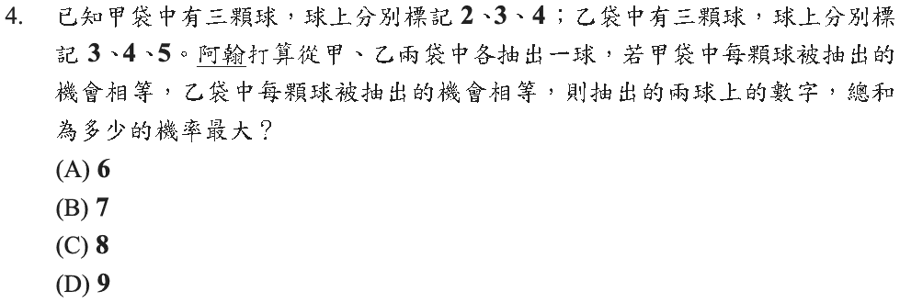 4. 已知甲袋中有三顆球，球上分別標記 2、3、4；乙袋中有三顆球，球上分別標
記 3、4、5。阿翰打算從甲、乙兩袋中各抽出一球，若甲袋中每顆球被抽出的
機會相等，乙袋中每顆球被抽出的機會相等，則抽出的兩球上的數字，總和
為多少的機率最大？
(A) 6
(B) 7
(C) 8
(D) 9